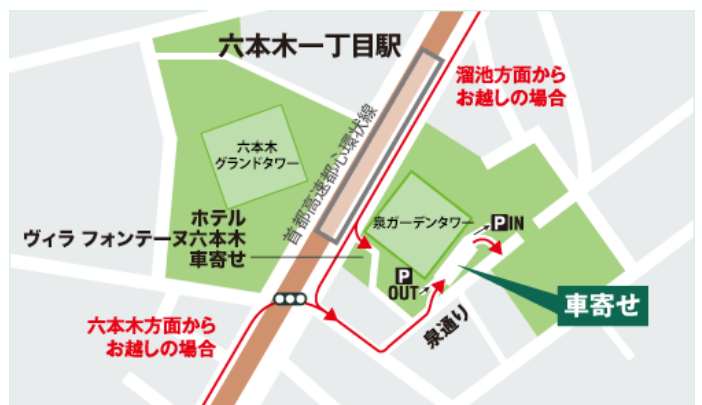 六本木一丁目駅
溜池方面から
お越しの場合
首都高速都心環状線
六本木
グランドタワー
泉ガーデンタワー
P IN
ホテル
ヴィラ フォンテーヌ六本木
車寄せ
P
OUT
車寄せ
泉通り
六本木方面から
お越しの場合